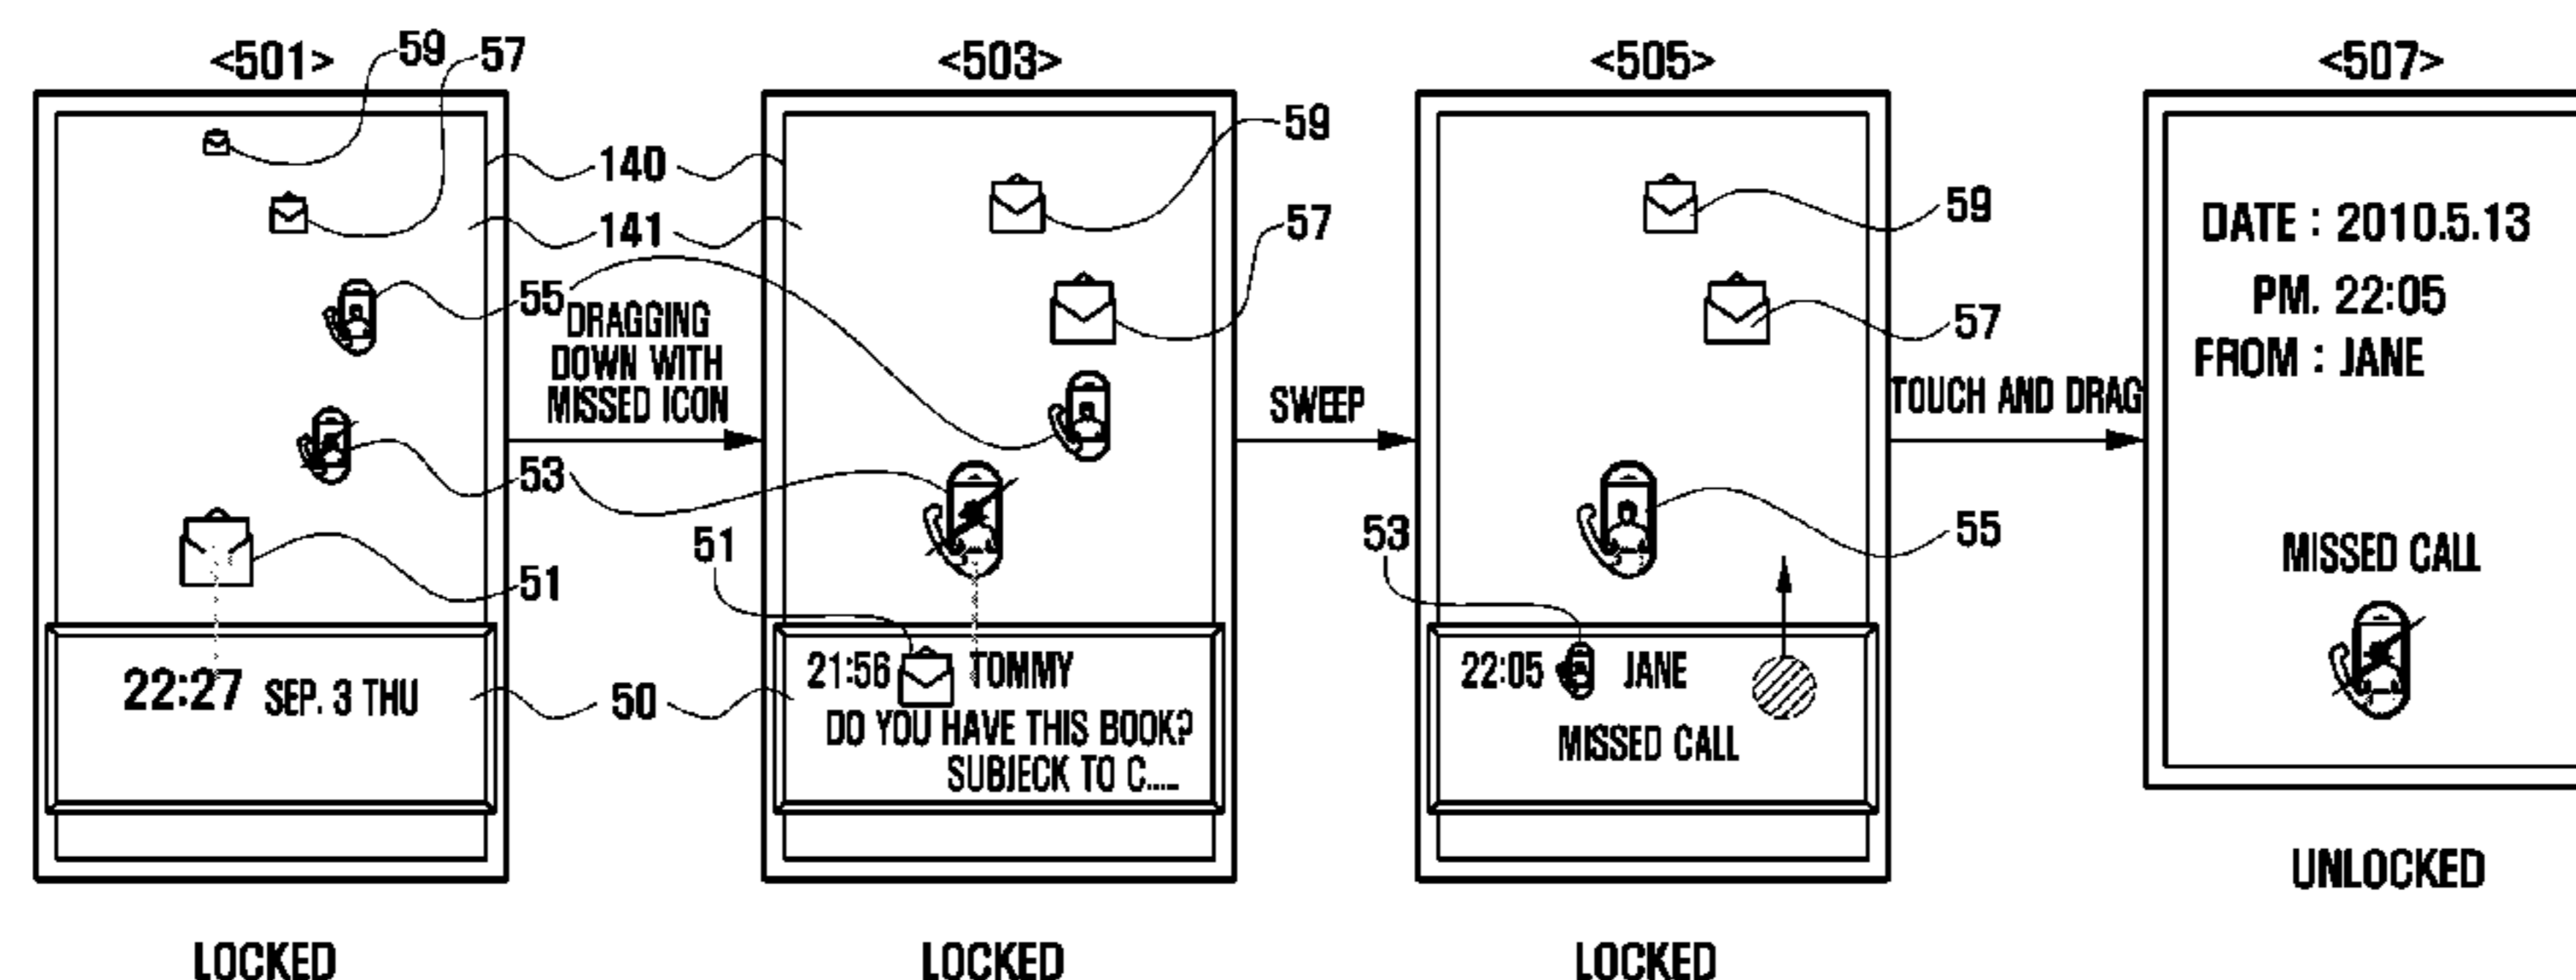 <501>
59
57
<503>
<505>
<507>
140
141
55
53
51
50
22:27 SEP. 3 THU
LOCKED
DRAGGING
DOWN WITH
MISSED ICON
59
57
51
21:56 TOMMY
DO YOU HAVE THIS BOOK?
SUBJECK TO C.....
LOCKED
SWEEP
59
57
55
53
22:05 JANE
MISSED CALL
LOCKED
TOUCH AND DRAG
DATE : 2010.5.13
PM. 22:05
FROM : JANE
MISSED CALL
UNLOCKED